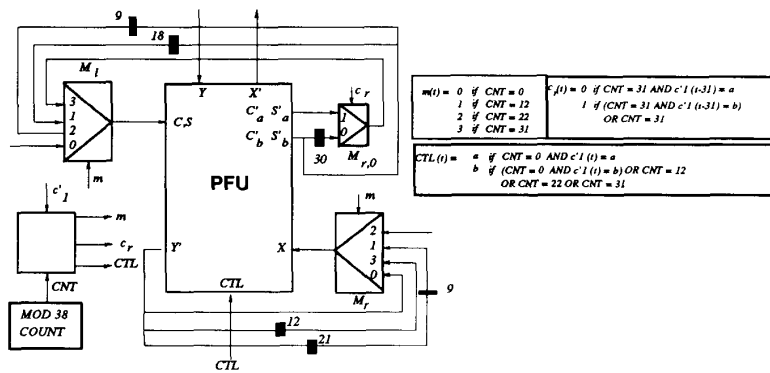 9
18
M l
3
1
2
0
m
c' 1
m
c r
CTL
CNT
MOD 38
COUNT
Y X'
C,S
C' a S' a
C' b S' b
PFU
Y' X
CTL
CTL
30
c r
1
0
M r,0
m
2
1
3
0
M r
9
12
21
m(t) = 0 if CNT = 0
1 if CNT = 12
2 if CNT = 22
3 if CNT = 31
c r (t) = 0 if CNT = 31 AND c'1 (t-31) = a
1 if (CNT = 31 AND c'1 (t-31) = b)
OR CNT = 31
CTL (t) = a if CNT = 0 AND c'1 (t) = a
b if (CNT = 0 AND c'1 (t) = b) OR CNT = 12
OR CNT = 22 OR CNT = 31